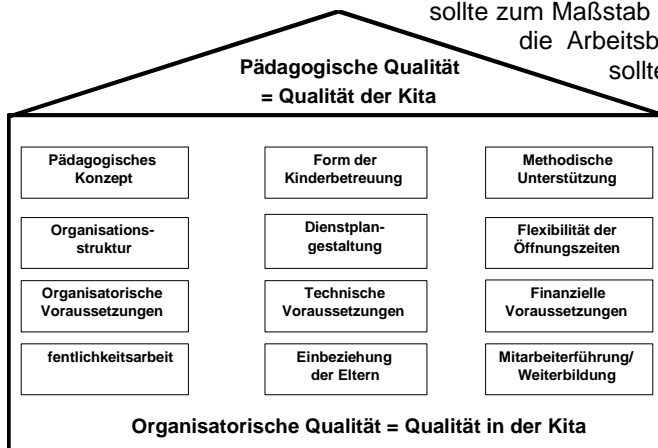 sollte zum Maßstab
die Arbeitsb
sollte
Pädagogische Qualität
= Qualität der Kita
Pädagogisches
Konzept
Form der
Kinderbetreuung
Methodische
Unterstützung
Organisations-
struktur
Dienstplan-
gestaltung
Flexibilität der
Öffnungszeiten
Organisatorische
Voraussetzungen
Technische
Voraussetzungen
Finanzielle
Voraussetzungen
fentlichkeitsarbeit
Einbeziehung
der Eltern
Mitarbeiterführung/
Weiterbildung
Organisatorische Qualität = Qualität in der Kita